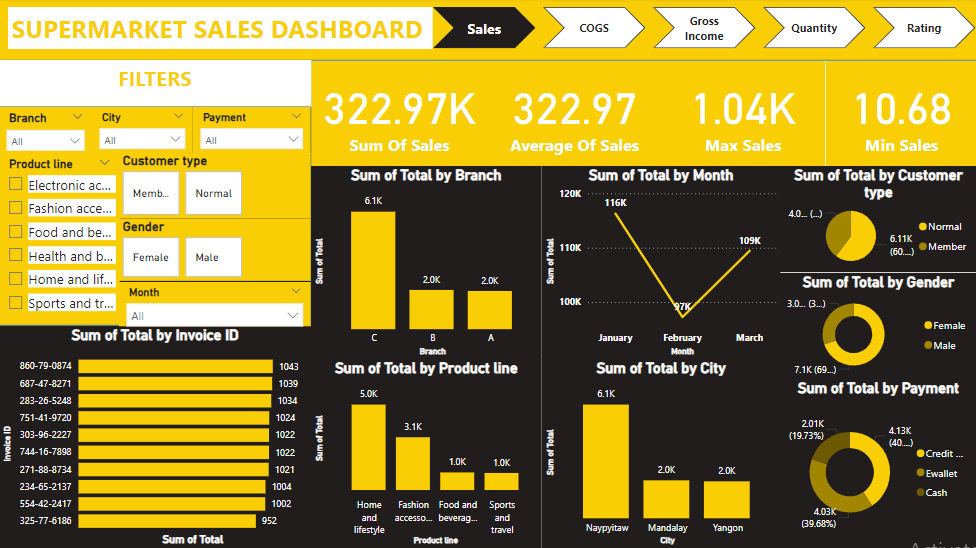 SUPERMARKET SALES DASHBOARD
Sales
COGS
Gross
Income
Quantity
Rating
FILTERS
Branch
All
City
All
Payment
All
Product line
Electronic ac...
Fashion acce...
Food and be...
Health and b...
Home and lif...
Sports and tr...
Customer type
Memb...
Normal
Gender
Female
Male
Month
All
322.97K
Sum Of Sales
322.97
Average Of Sales
1.04K
Max Sales
10.68
Min Sales
Sum of Total by Branch
Sum of Total
6.1K
2.0K
2.0K
C
B
A
Branch
Sum of Total by Month
Sum of Total
120K
110K
100K
116K
97K
109K
January
February
March
Month
Sum of Total by Customer
type
4.0... (...)
6.11K
(60....)
Normal
Member
Sum of Total by Gender
3.0... (3...)
7.1K (69...)
Female
Male
Sum of Total by Invoice ID
Invoice ID
860-79-0874
1043
687-47-8271
1039
283-26-5248
1034
751-41-9720
1024
303-96-2227
1022
744-16-7898
1022
271-88-8734
1021
234-65-2137
1004
554-42-2417
1002
325-77-6186
952
Sum of Total
Sum of Total by Product line
Sum of Total
5.0K
3.1K
1.0K
1.0K
Home
and
lifestyle
Fashion
accesso...
Food and
beverag...
Sports
and
travel
Product line
Sum of Total by City
Sum of Total
6.1K
2.0K
2.0K
Naypyitaw
Mandalay
Yangon
City
Sum of Total by Payment
2.01K
(19.73%)
4.13K
(40....)
4.03K
(39.68%)
Credit ...
Ewallet
Cash